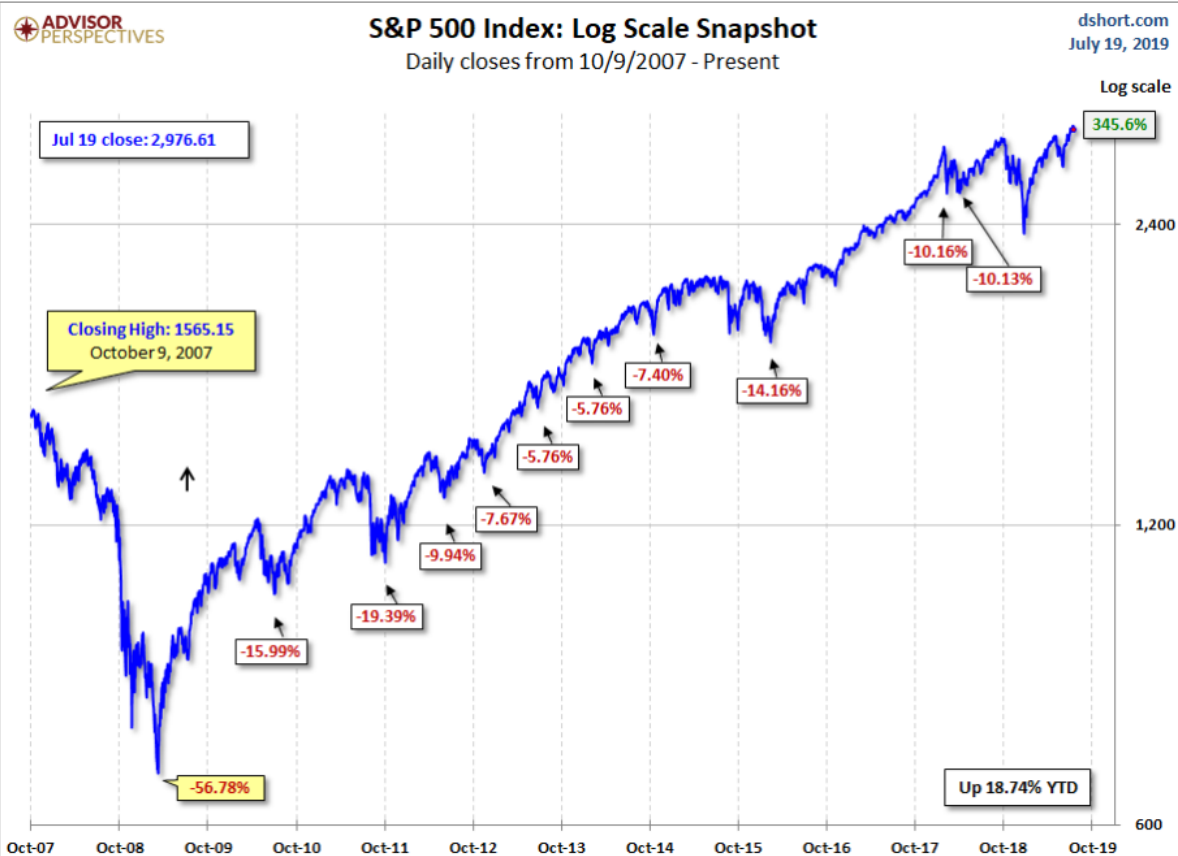 ADVISOR
PERSPECTIVES
S&P 500 Index: Log Scale Snapshot
Daily closes from 10/9/2007 - Present
dshort.com
July 19, 2019
Log scale
Jul 19 close: 2,976.61
345.6%
2,400
-10.16%
-10.13%
Closing High: 1565.15
October 9, 2007
-7.40%
-14.16%
-5.76%
-5.76%
-7.67%
1,200
-9.94%
-19.39%
-15.99%
-56.78%
Up 18.74% YTD
600
Oct-07 Oct-08 Oct-09 Oct-10 Oct-11 Oct-12 Oct-13 Oct-14 Oct-15 Oct-16 Oct-17 Oct-18 Oct-19